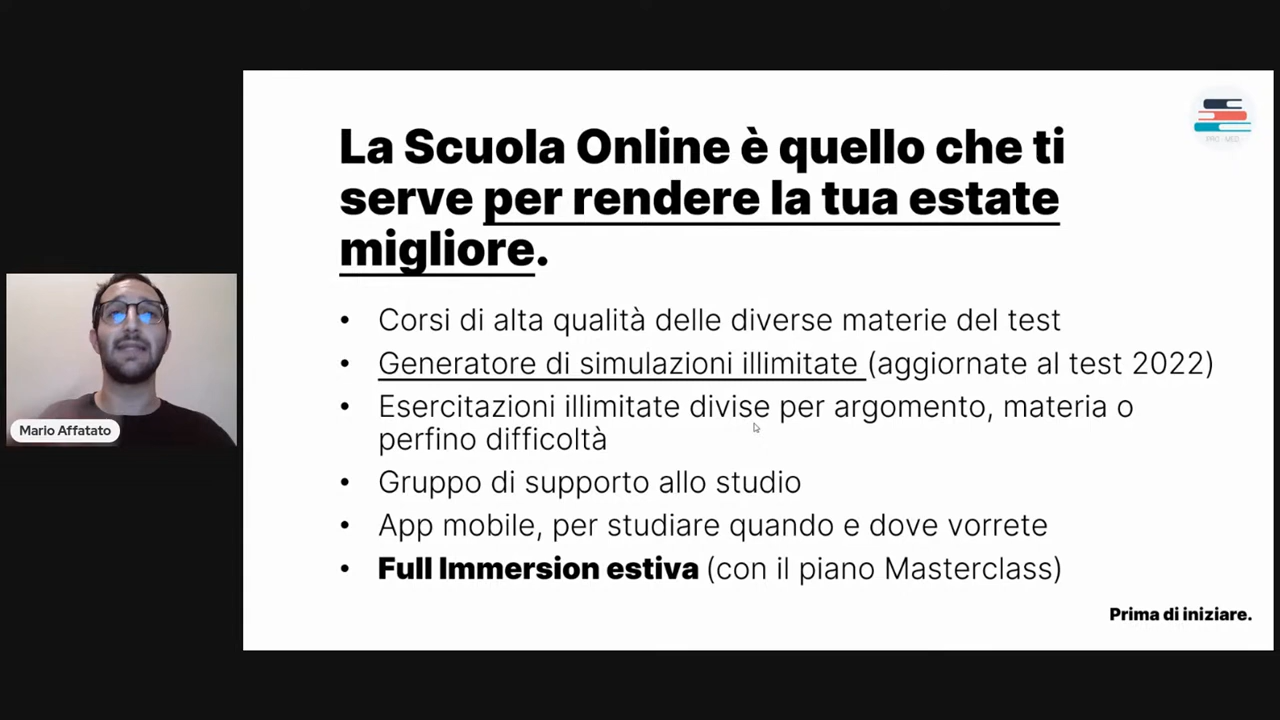 La Scuola Online è quello che ti
serve per rendere la tua estate
migliore.
• Corsi di alta qualità delle diverse materie del test
• Generatore di simulazioni illimitate (aggiornate al test 2022)
• Esercitazioni illimitate divise per argomento, materia o
perfino difficoltà
• Gruppo di supporto allo studio
• App mobile, per studiare quando e dove vorrete
• Full Immersion estiva (con il piano Masterclass)
Prima di iniziare.
Mario Affatato